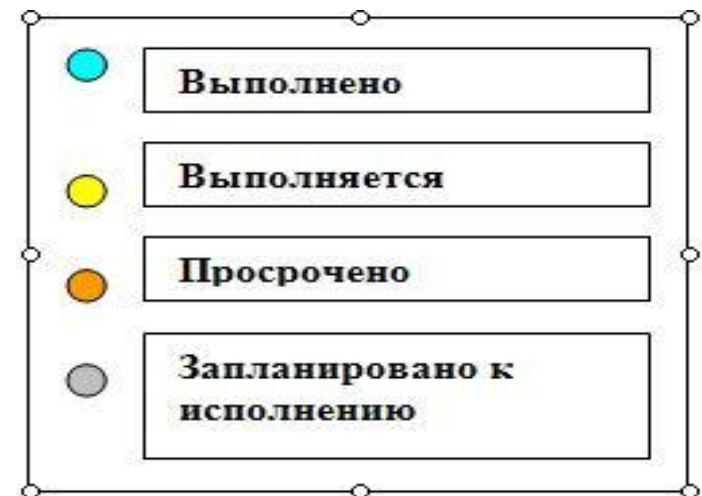 Выполнено
Выполняется
Просрочено
Запланировано к
исполнению